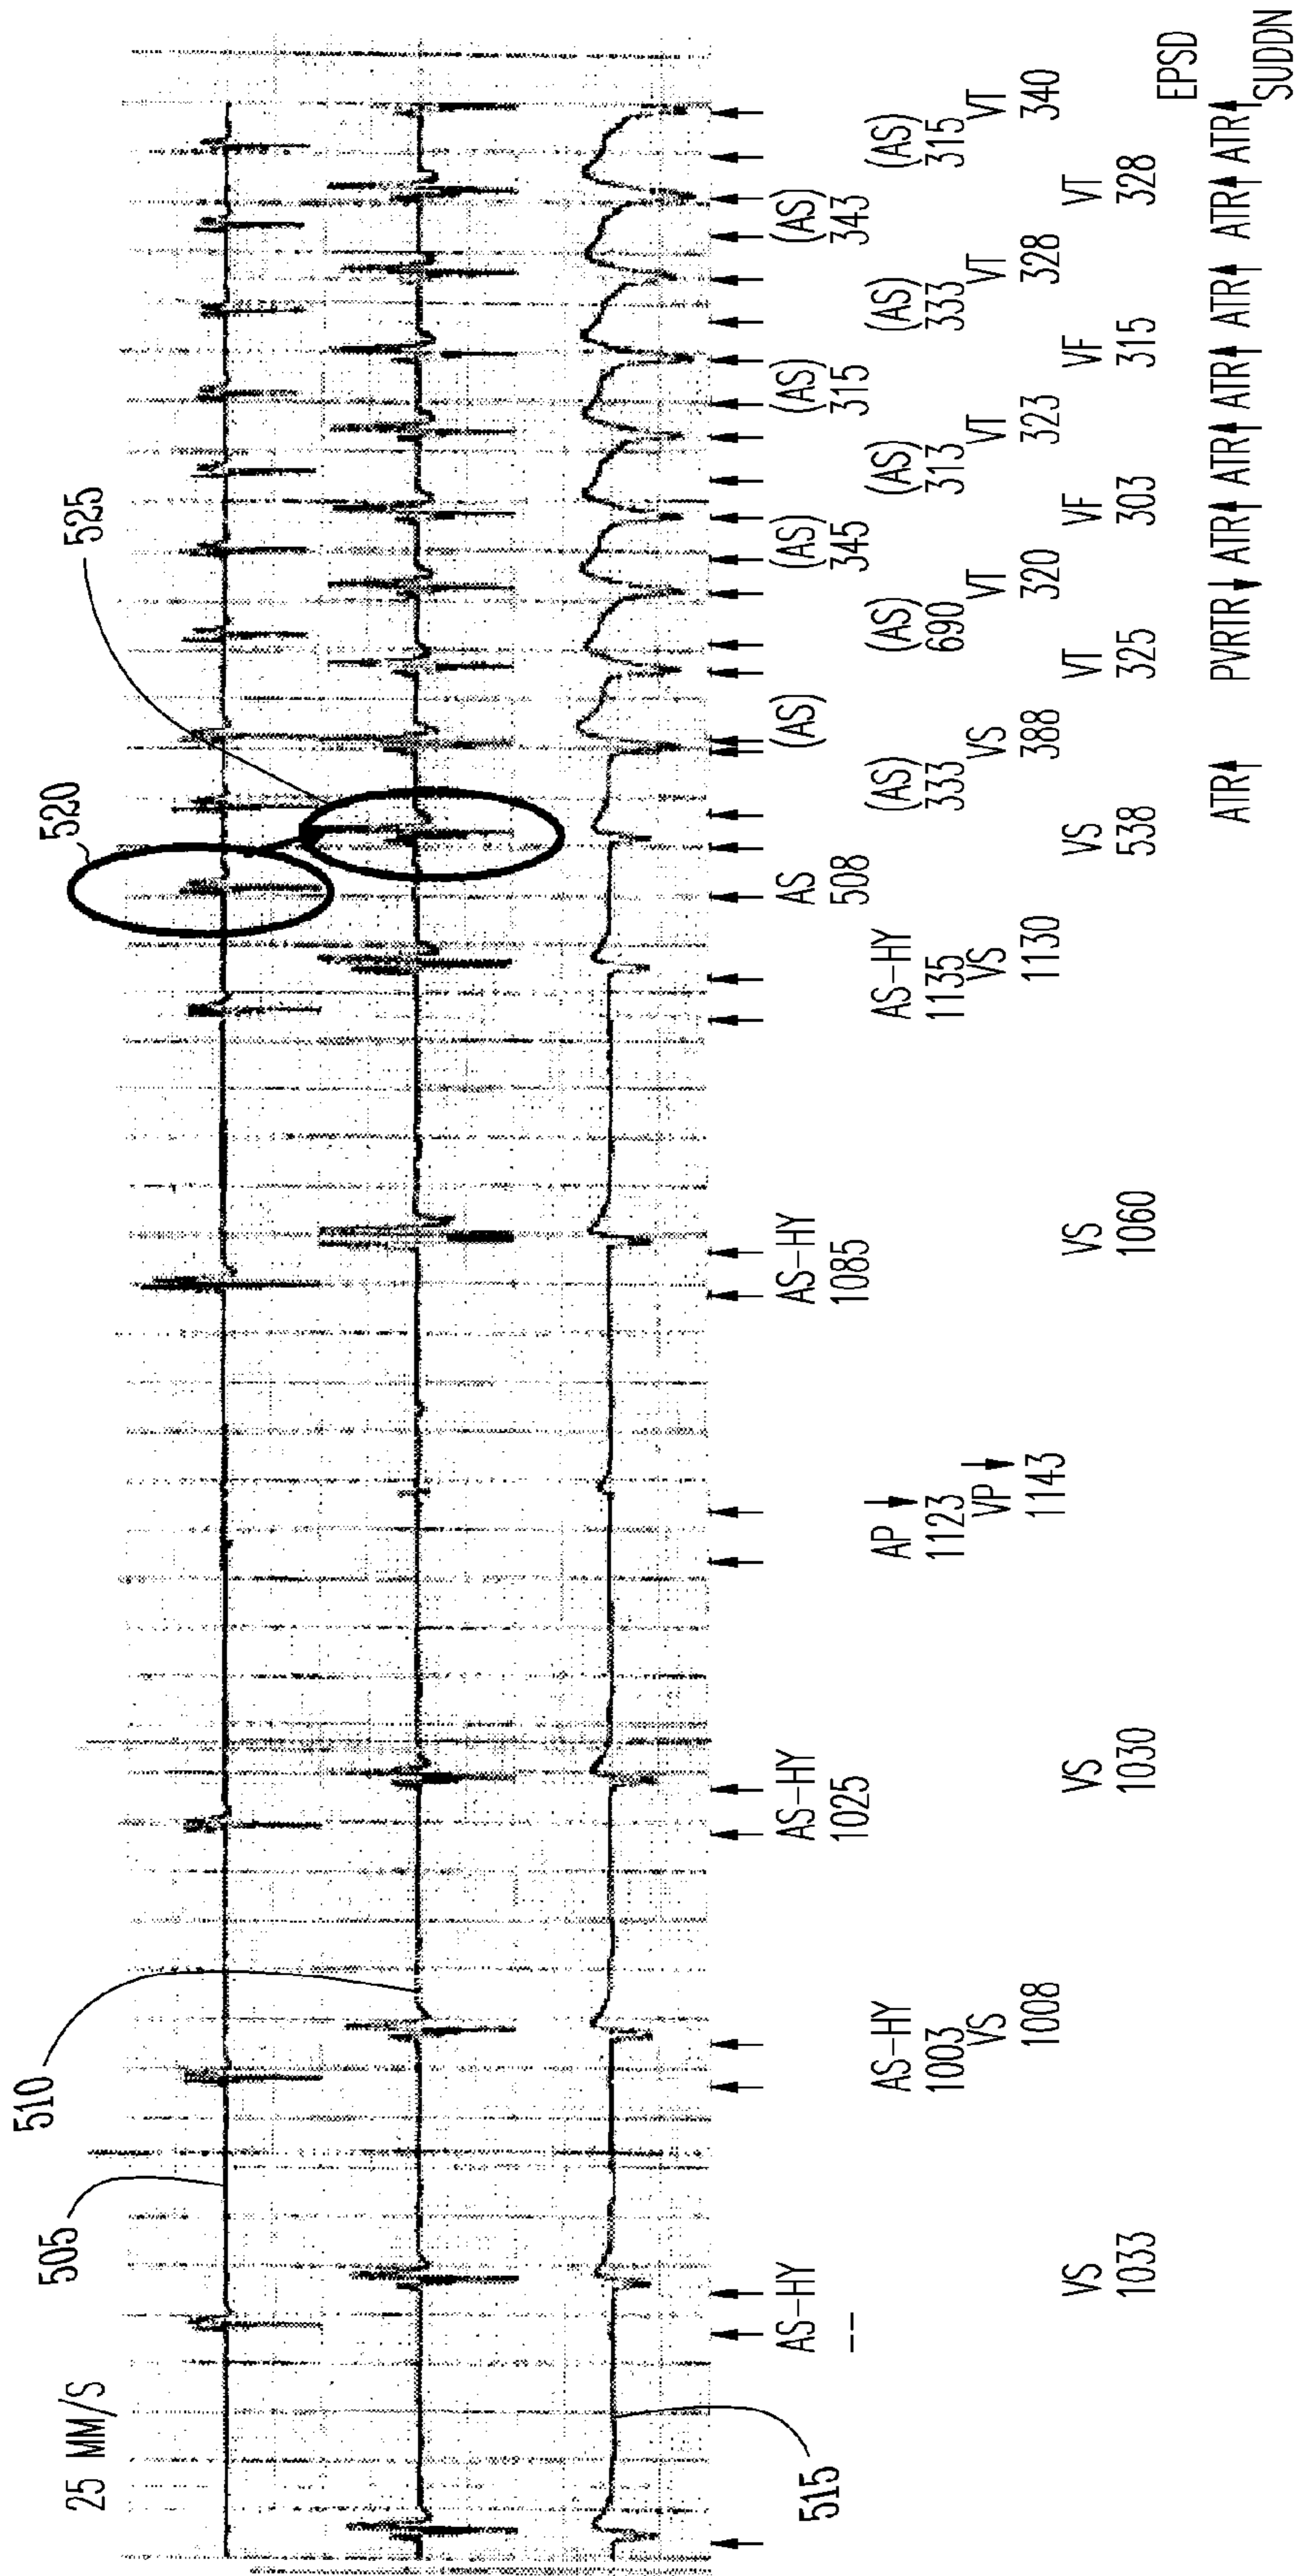 25 MM/S
505
510
520
525
AS-HY AS-HY AS-HY AS (AS) (AS) (AS) (AS)
-- 1025 1085 508 345 315 343
515
AS-HY AP↓ AS-HY (AS) (AS) (AS) (AS) (AS)
1003 1123 1135 333 690 313 333 315
VS VP↓ VS VS VT VT VT VT
1008 1143 1130 388 320 323 328 340
VS VS VS VS VT VF VF VT
1033 1030 1060 538 325 303 315 328
EPSD
ATR↑ PVRTR↓ ATR↑ ATR↑ ATR↑ ATR↑ ATR↑ ATR↑
SUDDN